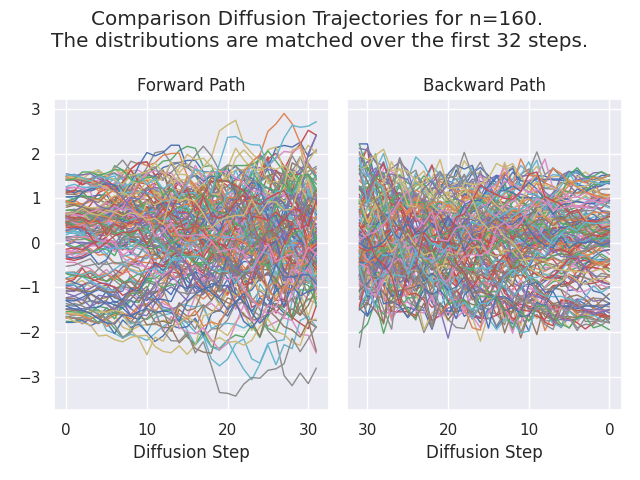 Comparison Diffusion Trajectories for n=160.
The distributions are matched over the first 32 steps.
Forward Path
Backward Path
3
2
1
0
−1
−2
−3
0 10 20 30
30 20 10 0
Diffusion Step
Diffusion Step